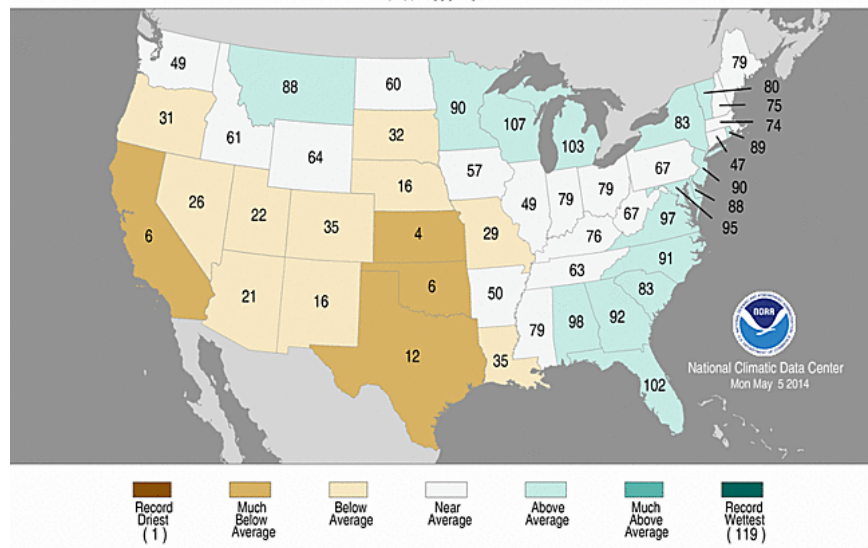 49
88
60
79
31
61
64
32
90
107
103
83
80
75
74
89
47
90
88
95
26
22
35
16
57
49
79
79
67
67
97
6
4
29
76
91
21
16
6
50
63
83
12
35
79
98
92
102
NOAA
National Climatic Data Center
Mon May 5 2014
Record
Driest
(1)
Much
Below
Average
Below
Average
Near
Average
Above
Average
Much
Above
Average
Record
Wettest
(119)